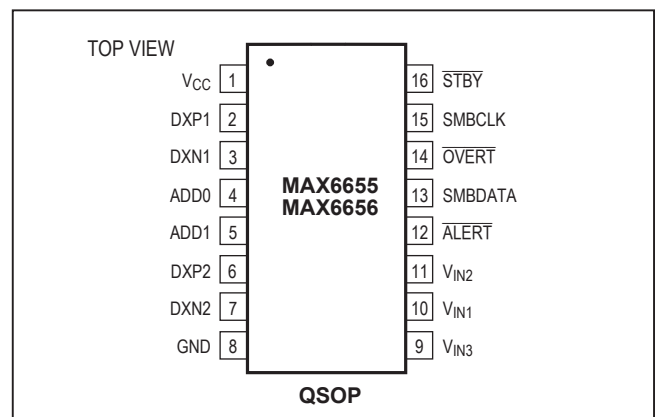 TOP VIEW
VCC 1
DXP1 2
DXN1 3
ADD0 4
ADD1 5
DXP2 6
DXN2 7
GND 8
MAX6655
MAX6656
16 STBY
15 SMBCLK
14 OVERT
13 SMBDATA
12 ALERT
11 VIN2
10 VIN1
9 VIN3
QSOP